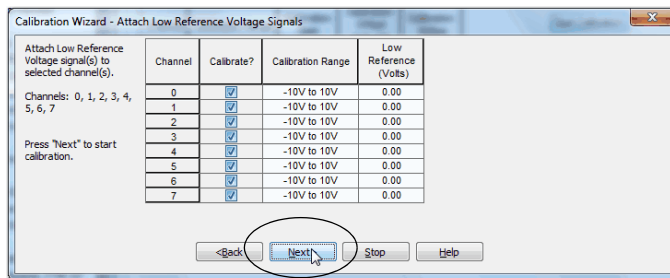 Calibration Wizard - Attach Low Reference Voltage Signals
Attach Low Reference
Voltage signal(s) to
selected channel(s).
Channels: 0, 1, 2, 3, 4,
5, 6, 7
Press "Next" to start
calibration.
Channel Calibrate? Calibration Range Low Reference (Volts)
0 -10V to 10V 0.00
1 -10V to 10V 0.00
2 -10V to 10V 0.00
3 -10V to 10V 0.00
4 -10V to 10V 0.00
5 -10V to 10V 0.00
6 -10V to 10V 0.00
7 -10V to 10V 0.00
<Back Next> Stop Help